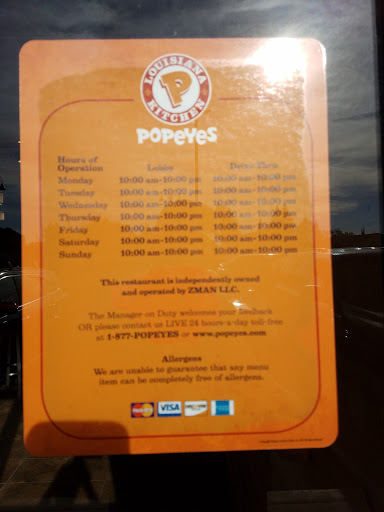 LOUISIANA
KITCHEN
POPEYES
Hours of
Operation Lobby Drive Thru
Monday 10:00 am-10:00 pm 10:00 am-10:00 pm
Tuesday 10:00 am-10:00 pm 10:00 am-10:00 pm
Wednesday 10:00 am-10:00 pm 10:00 am-10:00 pm
Thursday 10:00 am-10:00 pm 10:00 am-10:00 pm
Friday 10:00 am-10:00 pm 10:00 am-10:00 pm
Saturday 10:00 am-10:00 pm 10:00 am-10:00 pm
Sunday 10:00 am-10:00 pm 10:00 am-10:00 pm
This restaurant is independently owned
and operated by ZMAN LLC.
The Manager on Duty welcomes your feedback
OR please contact us LIVE 24 hours-a-day toll-free
at 1-877-POPEYES or www.popeyes.com
Allergens
We are unable to guarantee that any menu
item can be completely free of allergens.
MasterCard VISA DISCOVER